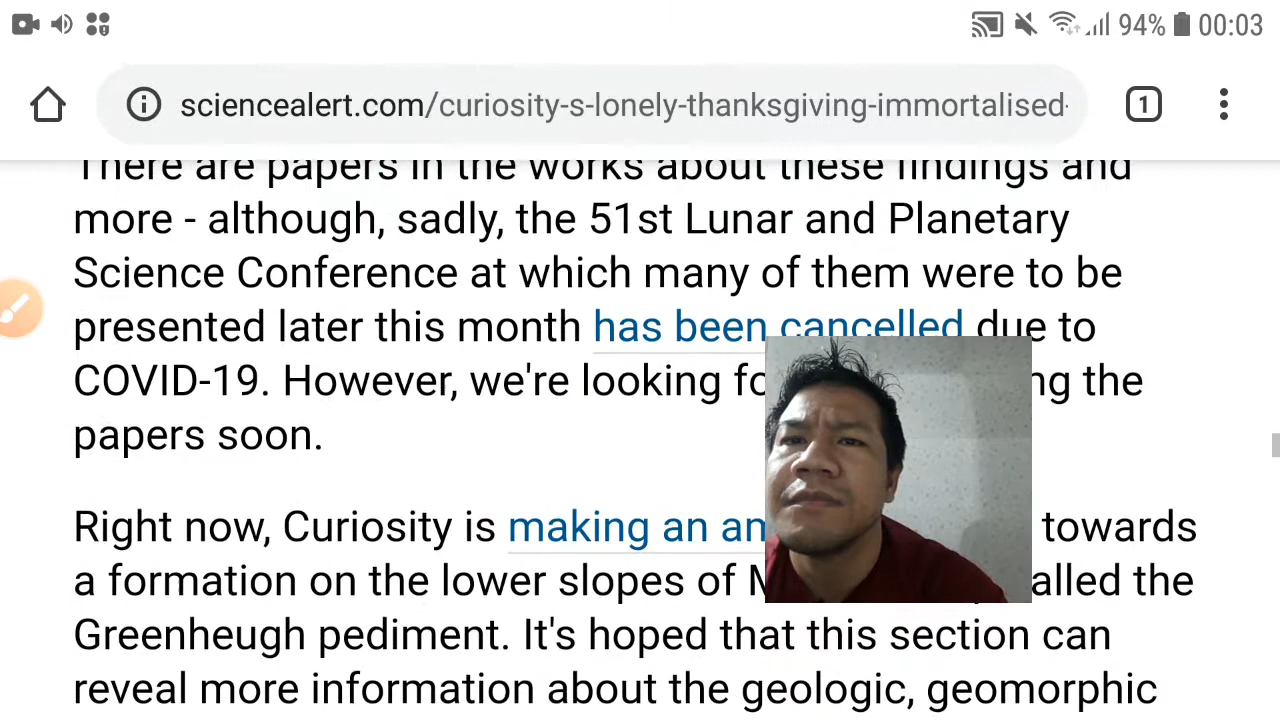 94% 00:03
sciencealert.com/curiosity-s-lonely-thanksgiving-immortalised-
1
There are papers in the works about these findings and
more - although, sadly, the 51st Lunar and Planetary
Science Conference at which many of them were to be
presented later this month has been cancelled due to
COVID-19. However, we're looking the
papers soon.
Right now, Curiosity is making an towards
a formation on the lower slopes of the
Greenheugh pediment. It's hoped that this section can
reveal more information about the geologic, geomorphic